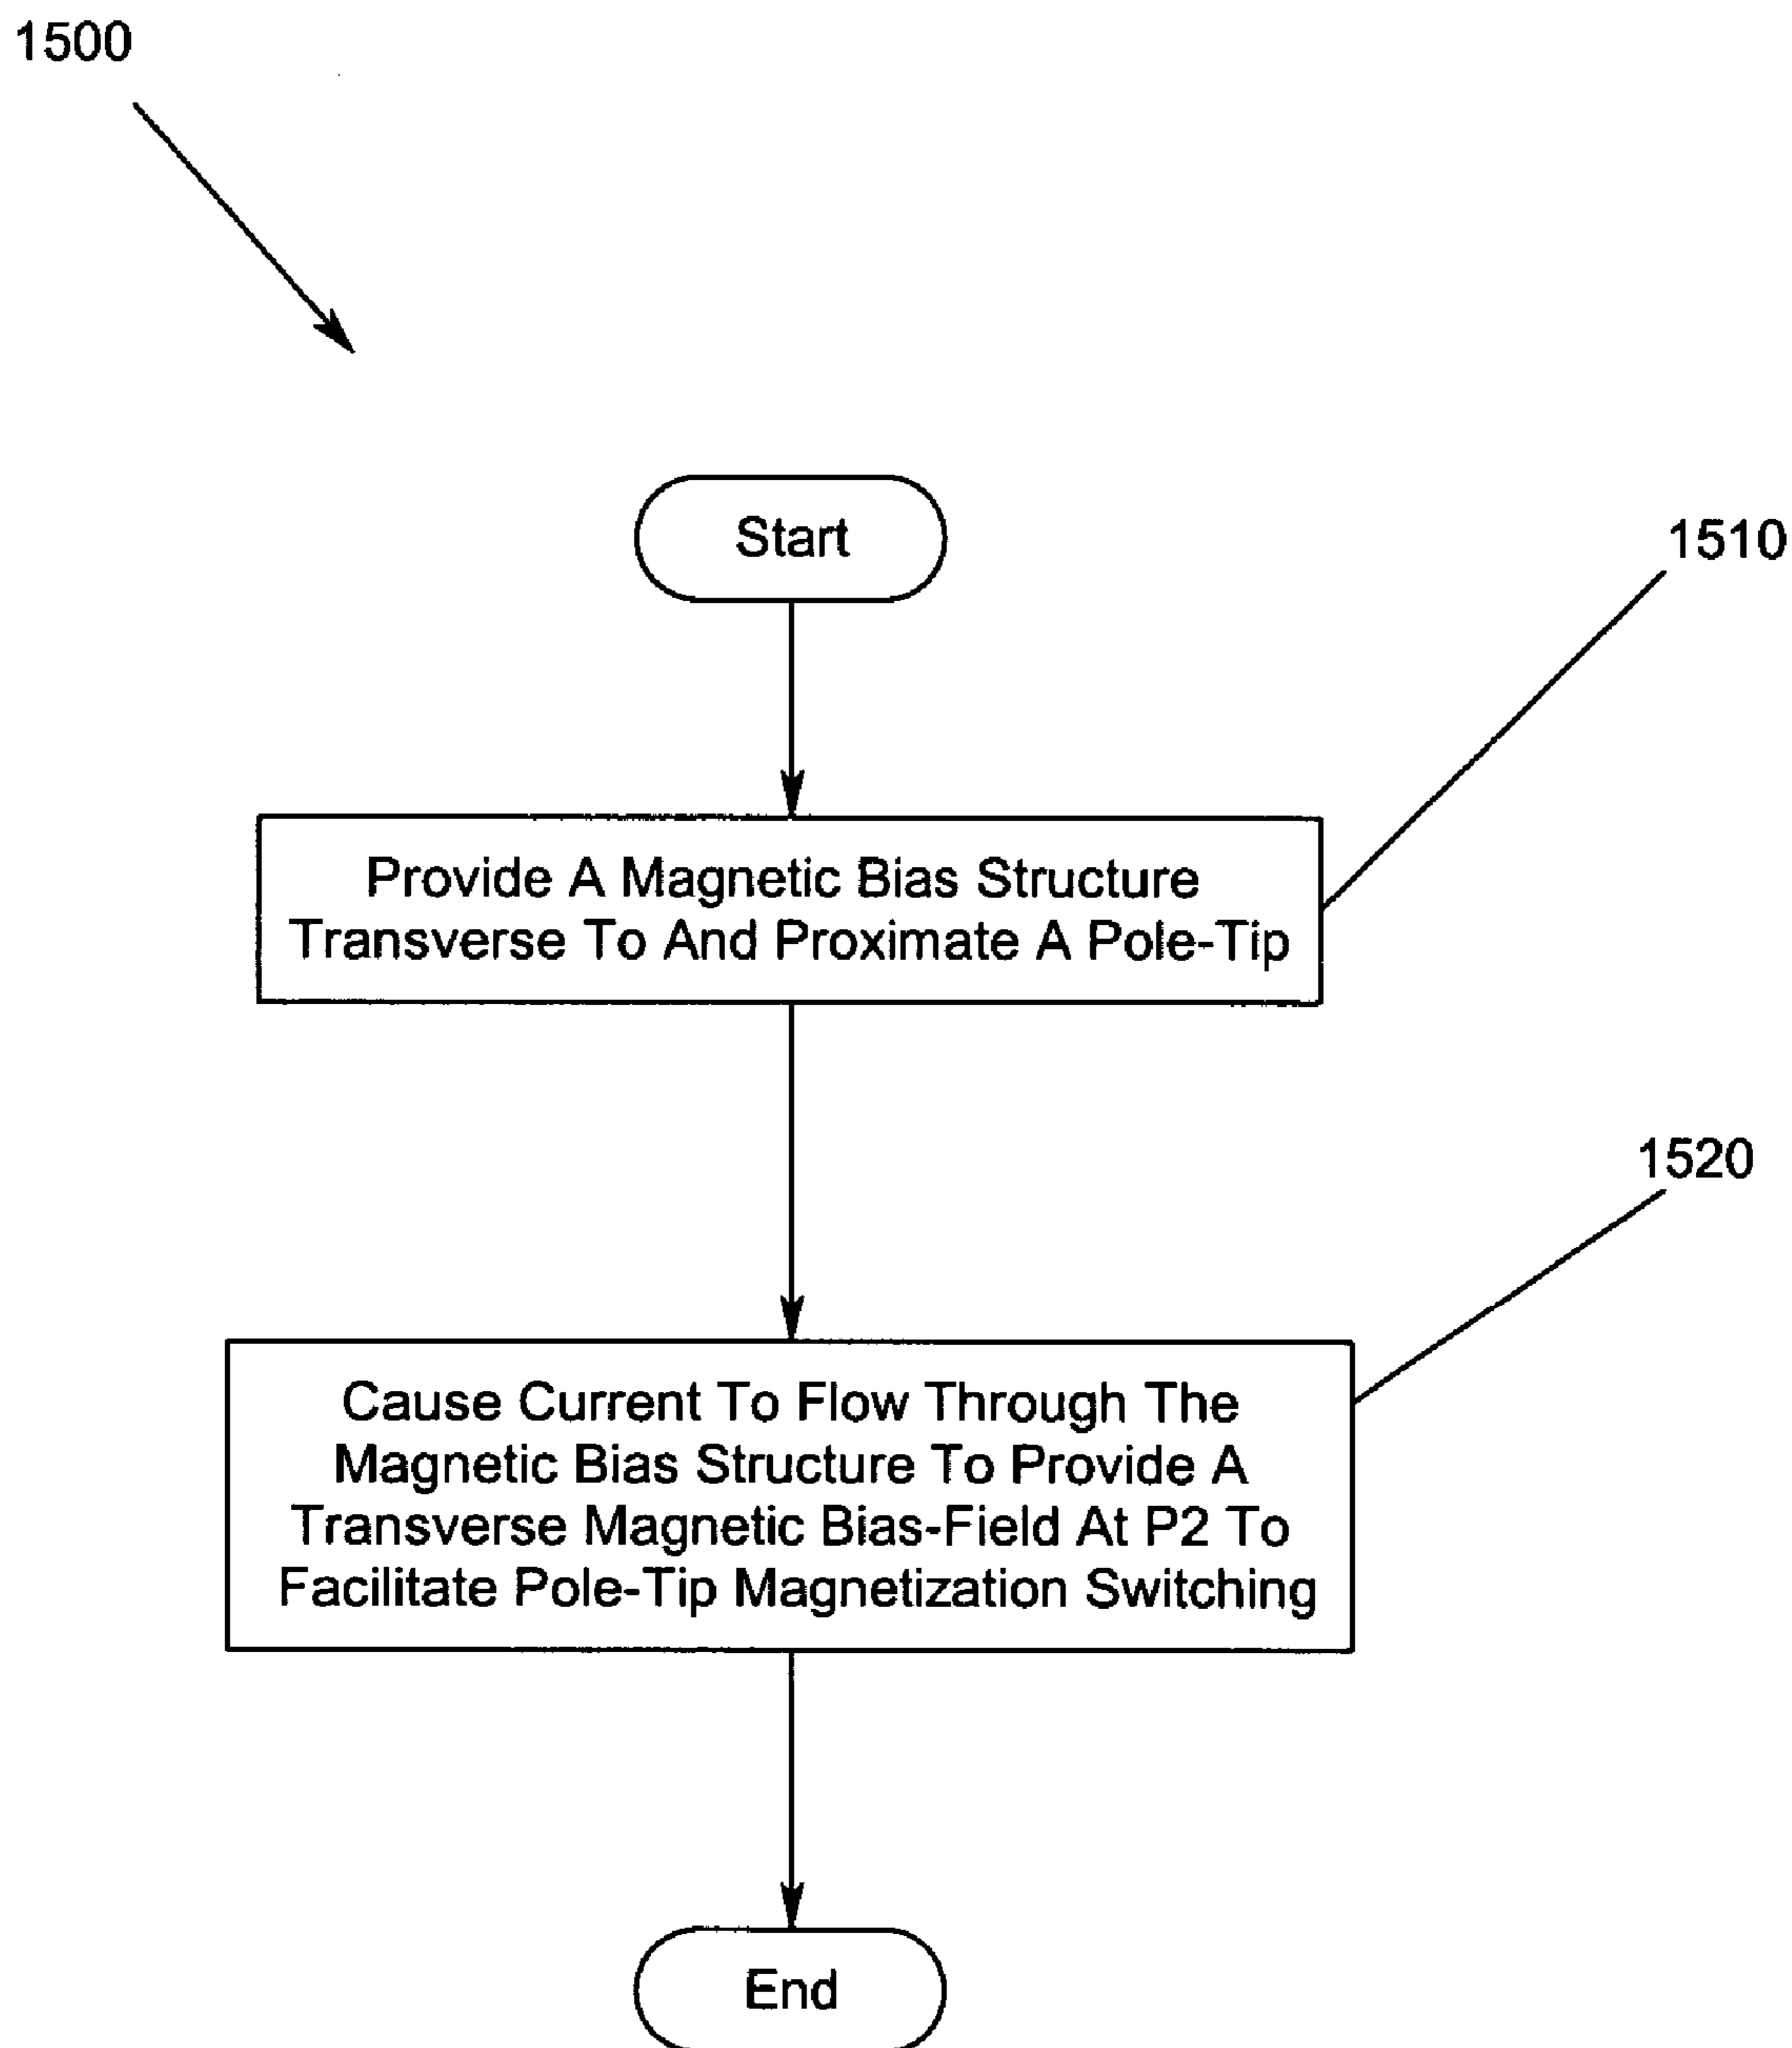 1500
Start
1510
Provide A Magnetic Bias Structure
Transverse To And Proximate A Pole-Tip
1520
Cause Current To Flow Through The
Magnetic Bias Structure To Provide A
Transverse Magnetic Bias-Field At P2 To
Facilitate Pole-Tip Magnetization Switching
End